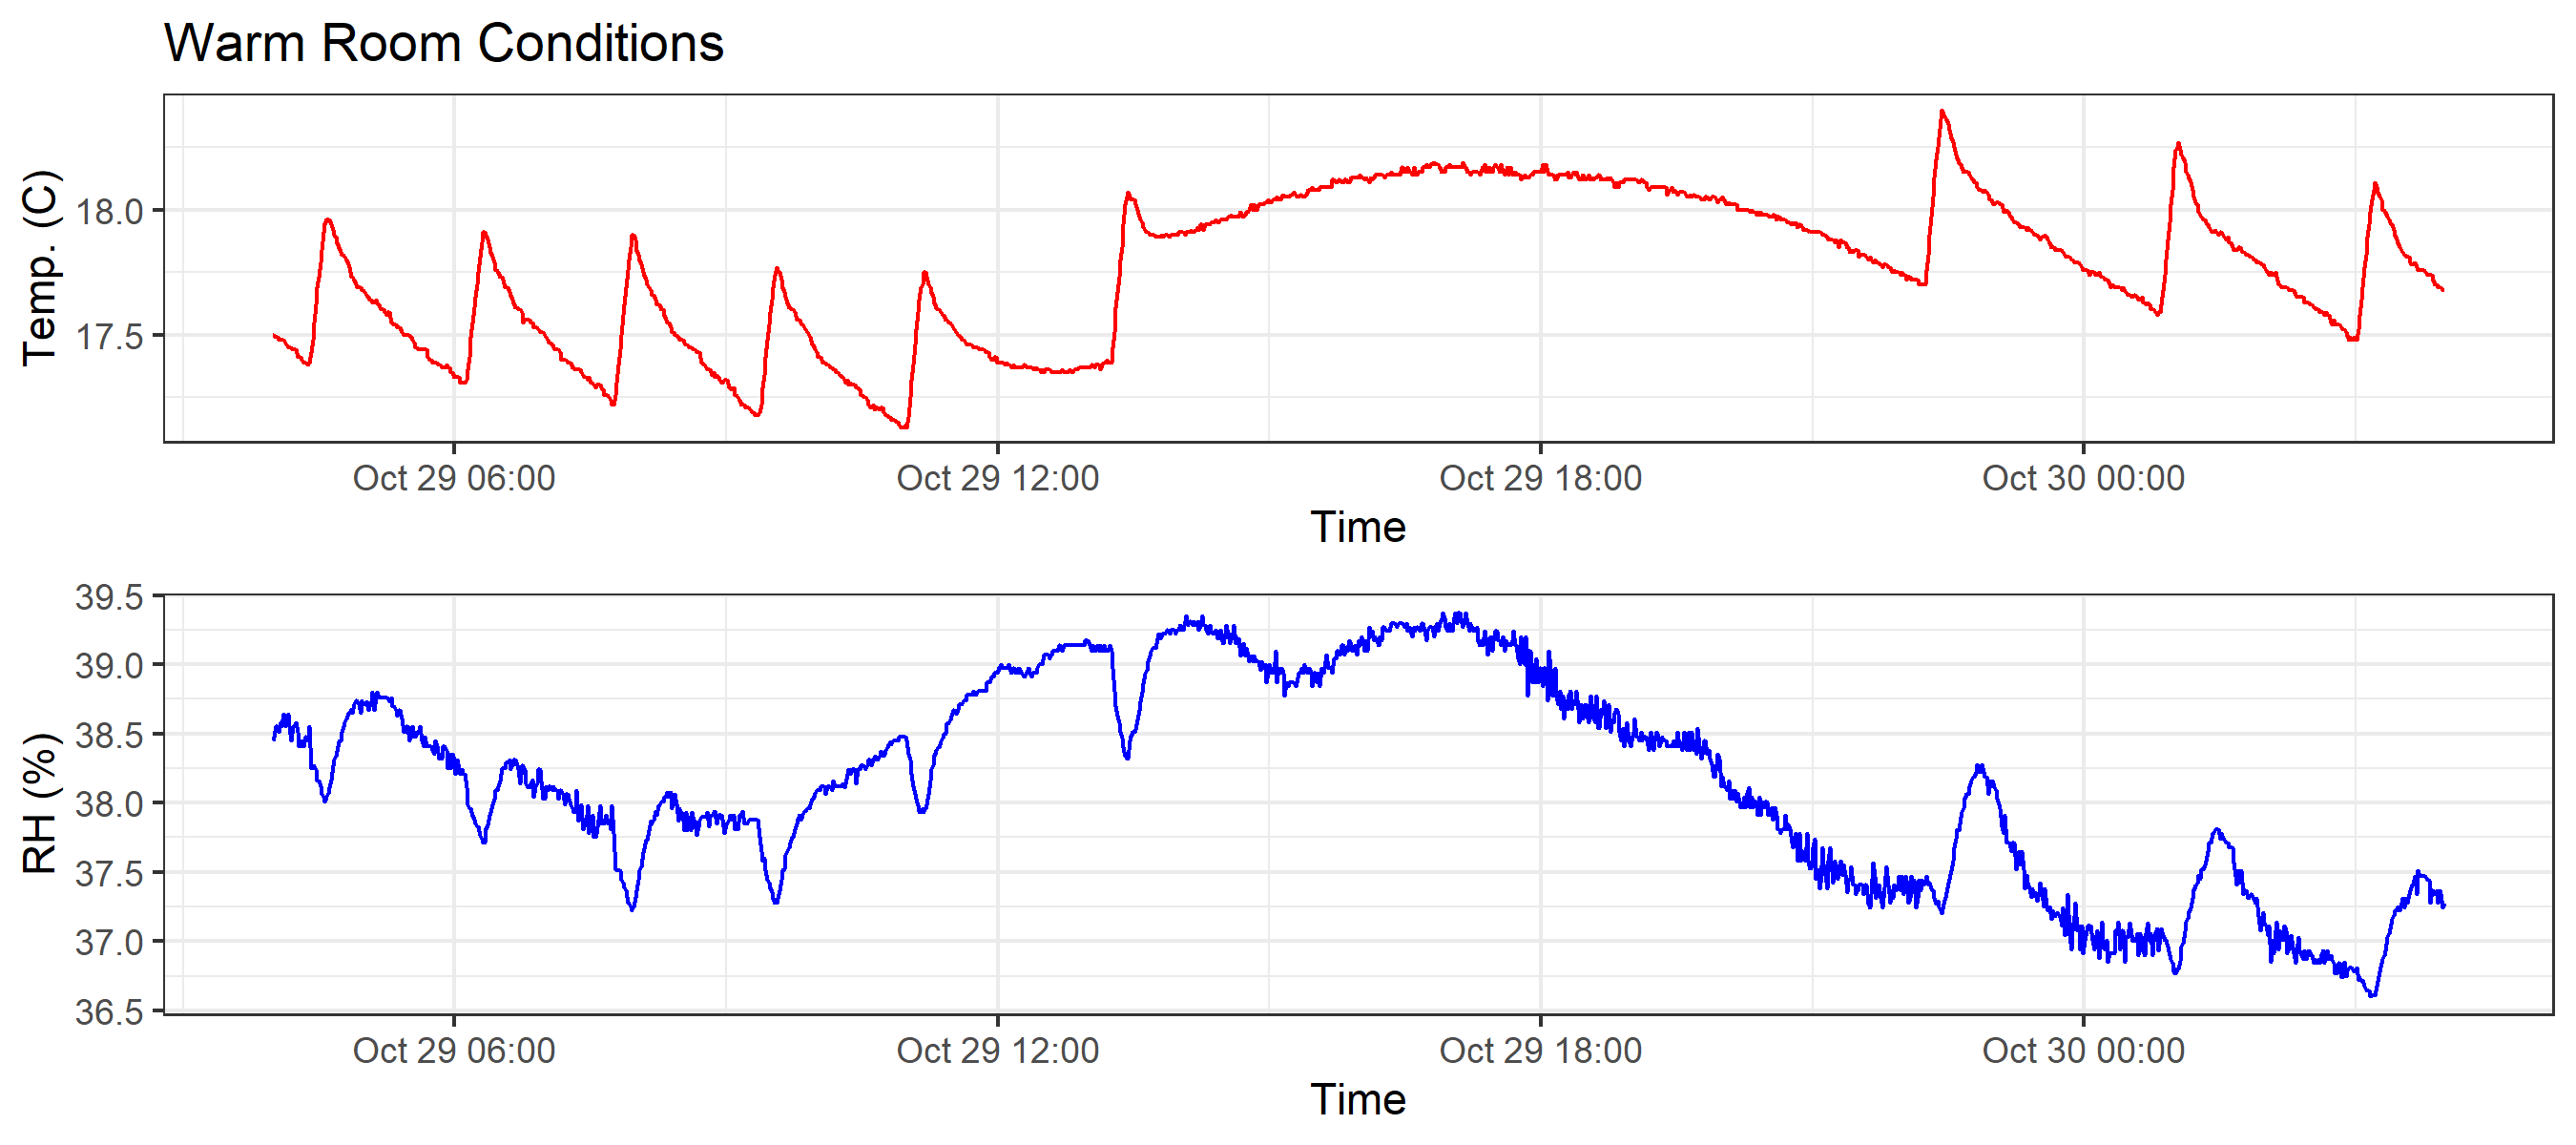 Warm Room Conditions
Temp. (C)
18.0
17.5
Oct 29 06:00 Oct 29 12:00 Oct 29 18:00 Oct 30 00:00
Time
RH (%)
39.5
39.0
38.5
38.0
37.5
37.0
36.5
Oct 29 06:00 Oct 29 12:00 Oct 29 18:00 Oct 30 00:00
Time